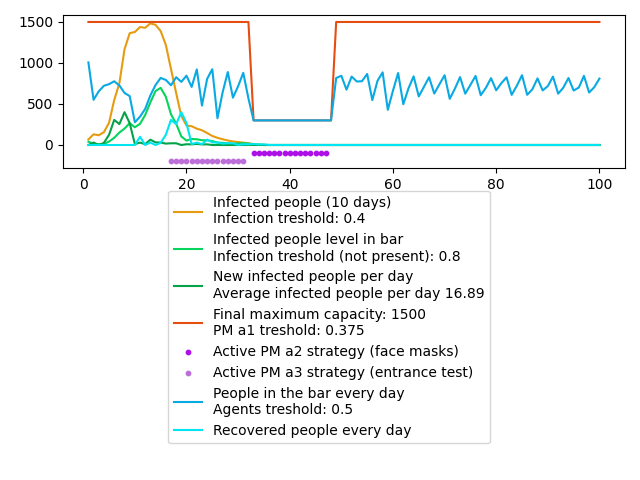 1500
1000
500
0
0
20
40
60
80
100
Infected people (10 days)
Infection treshold: 0.4
Infected people level in bar
Infection treshold (not present): 0.8
New infected people per day
Average infected people per day 16.89
Final maximum capacity: 1500
PM a1 treshold: 0.375
Active PM a2 strategy (face masks)
Active PM a3 strategy (entrance test)
People in the bar every day
Agents treshold: 0.5
Recovered people every day